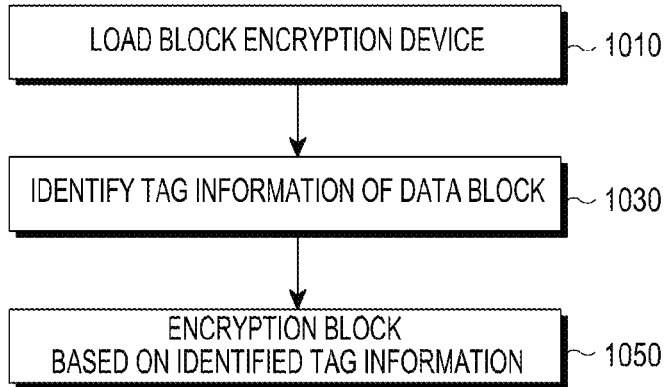 LOAD BLOCK ENCRYPTION DEVICE
1010
IDENTIFY TAG INFORMATION OF DATA BLOCK
1030
ENCRYPTION BLOCK
BASED ON IDENTIFIED TAG INFORMATION
1050